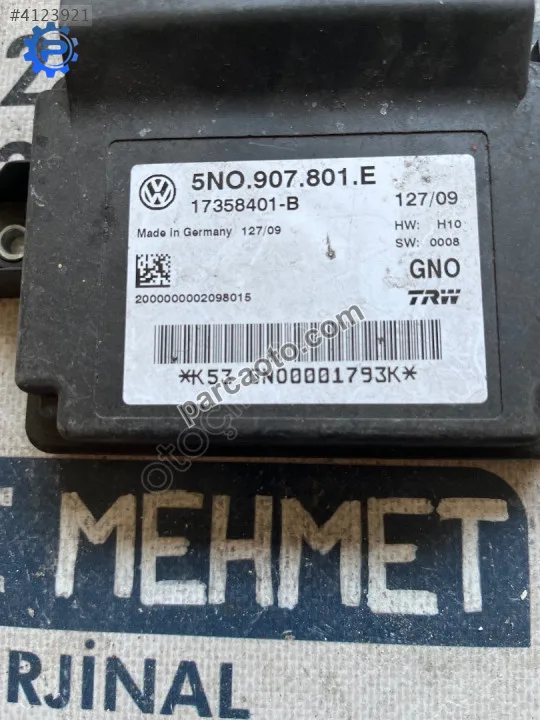 #4123921
5NO.907.801.E
17358401-B
127/09
Made in Germany 127/09
HW: H10
SW: 0008
GNO
TRW
2000000002098015
parcaoto.com
*K53 NO00001793K*
MEHMET
RJİNAL